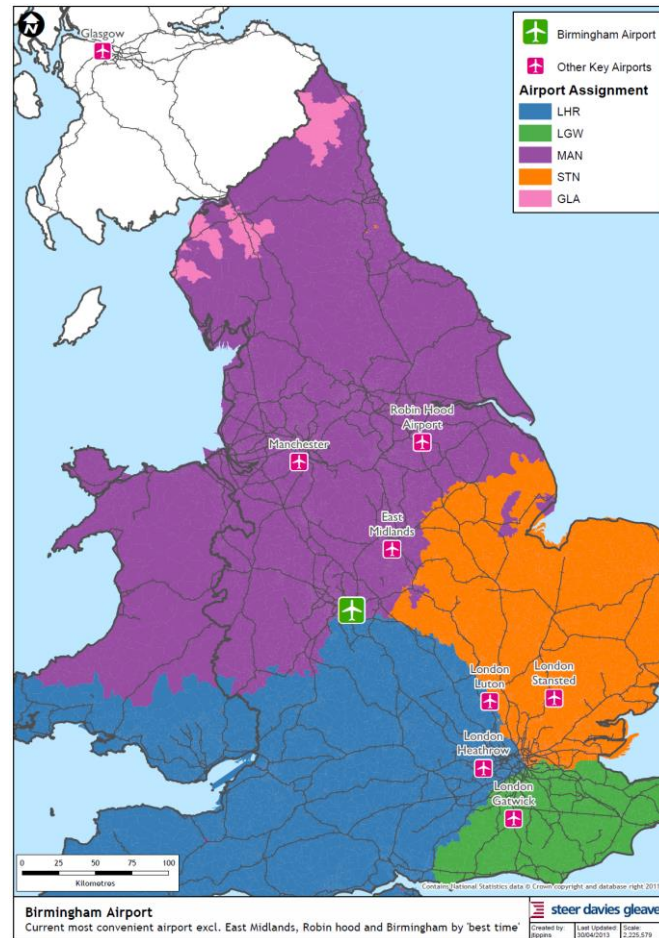 N
Glasgow
Birmingham Airport
Other Key Airports
Airport Assignment
LHR
LGW
MAN
STN
GLA
Robin Hood
Airport
Manchester
East
Midlands
London
Luton
London
Stansted
London
Heathrow
London
Gatwick
0 25 50 75 100
Kilometres
Contains National Statistics data © Crown copyright and database right 2011
Birmingham Airport
Current most convenient airport excl. East Midlands, Robin hood and Birmingham by 'best time'
steer davies gleave
Created by: Last Updated: Scale:
jtippins 30/04/2013 2,225,579